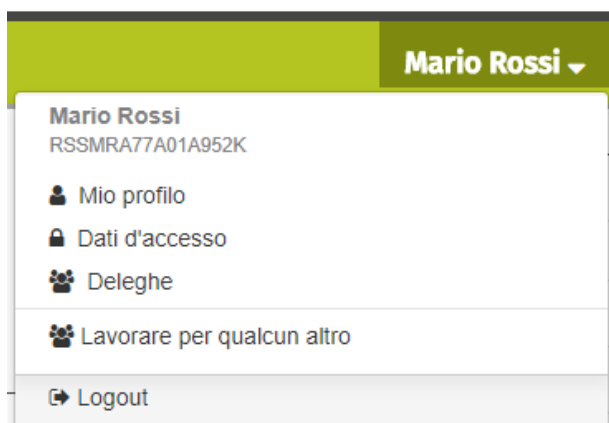 Mario Rossi
Mario Rossi
RSSMRA77A01A952K
Mio profilo
Dati d'accesso
Deleghe
Lavorare per qualcun altro
Logout